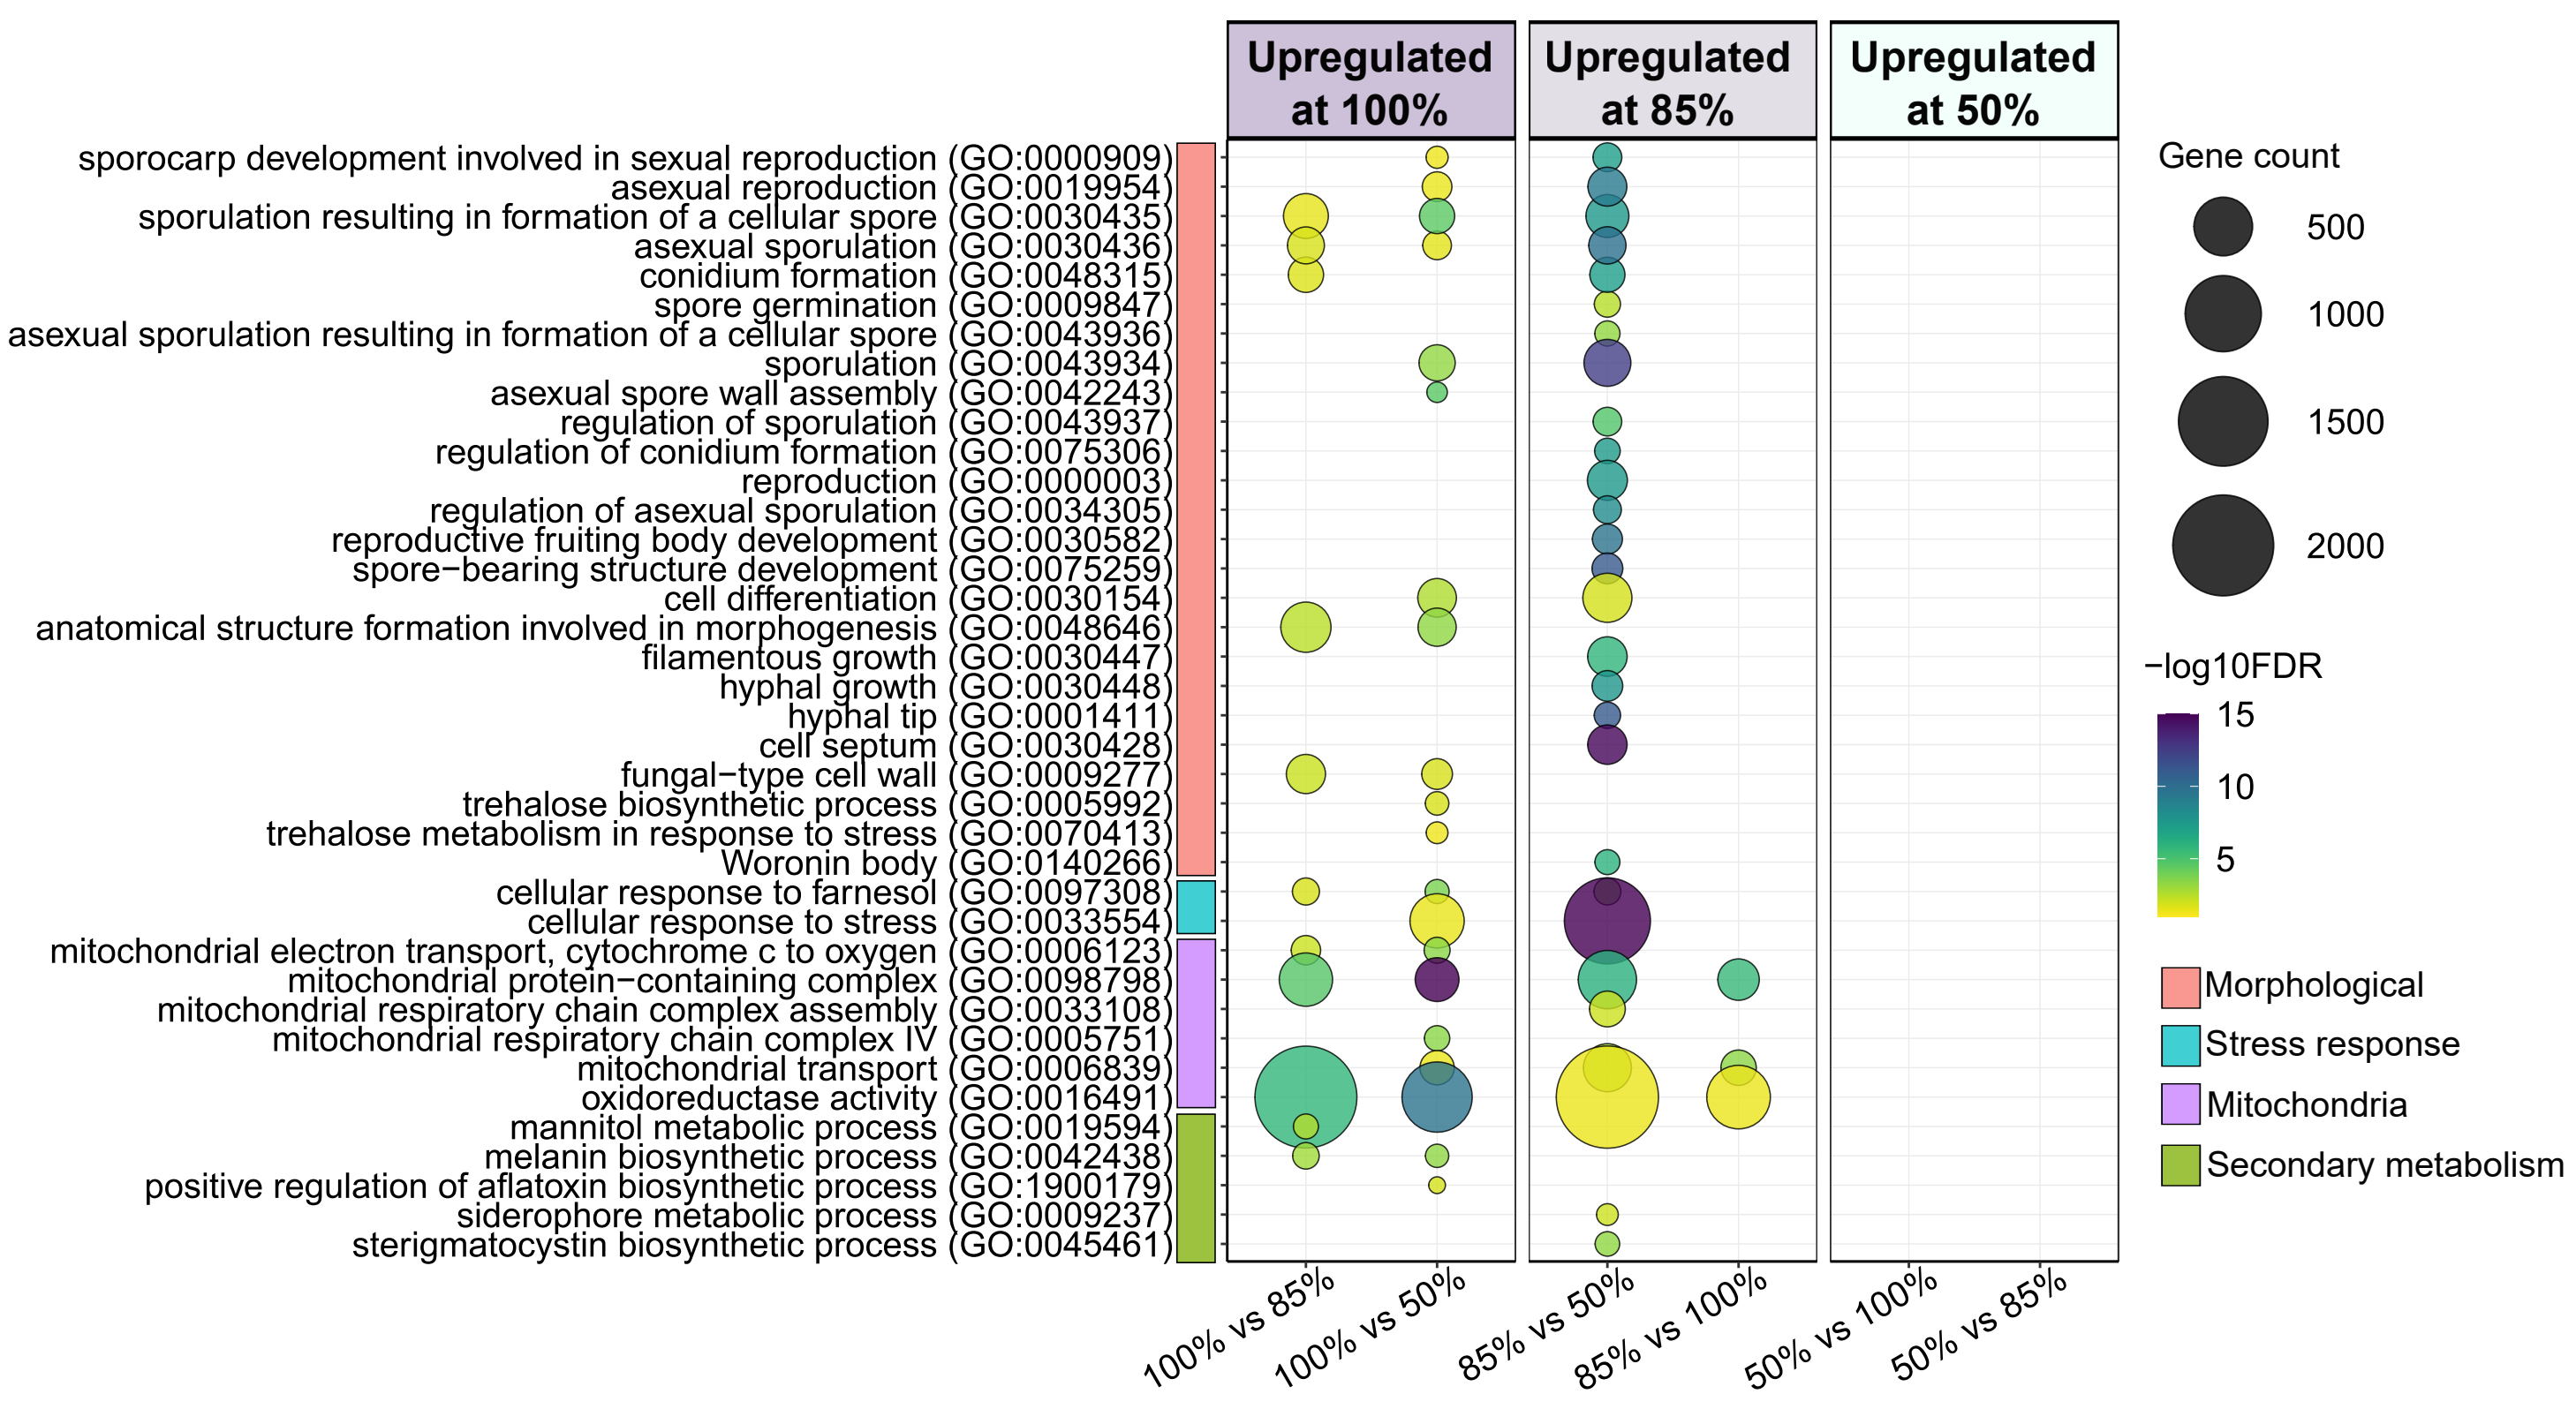 Upregulated
at 100%
Upregulated
at 85%
Upregulated
at 50%
sporocarp development involved in sexual reproduction (GO:0000909)
asexual reproduction (GO:0019954)
sporulation resulting in formation of a cellular spore (GO:0030435)
asexual sporulation (GO:0030436)
conidium formation (GO:0048315)
spore germination (GO:0009847)
asexual sporulation resulting in formation of a cellular spore (GO:0043936)
sporulation (GO:0043934)
asexual spore wall assembly (GO:0042243)
regulation of sporulation (GO:0043937)
regulation of conidium formation (GO:0075306)
reproduction (GO:0000003)
regulation of asexual sporulation (GO:0034305)
reproductive fruiting body development (GO:0030582)
spore−bearing structure development (GO:0075259)
cell differentiation (GO:0030154)
anatomical structure formation involved in morphogenesis (GO:0048646)
filamentous growth (GO:0030447)
hyphal growth (GO:0030448)
hyphal tip (GO:0001411)
cell septum (GO:0030428)
fungal−type cell wall (GO:0009277)
trehalose biosynthetic process (GO:0005992)
trehalose metabolism in response to stress (GO:0070413)
Woronin body (GO:0140266)
cellular response to farnesol (GO:0097308)
cellular response to stress (GO:0033554)
mitochondrial electron transport, cytochrome c to oxygen (GO:0006123)
mitochondrial protein−containing complex (GO:0098798)
mitochondrial respiratory chain complex assembly (GO:0033108)
mitochondrial respiratory chain complex IV (GO:0005751)
mitochondrial transport (GO:0006839)
oxidoreductase activity (GO:0016491)
mannitol metabolic process (GO:0019594)
melanin biosynthetic process (GO:0042438)
positive regulation of aflatoxin biosynthetic process (GO:1900179)
siderophore metabolic process (GO:0009237)
sterigmatocystin biosynthetic process (GO:0045461)
100% vs 85%
100% vs 50%
85% vs 50%
85% vs 100%
50% vs 100%
50% vs 85%
Gene count
500
1000
1500
2000
−log10FDR
15
10
5
Morphological
Stress response
Mitochondria
Secondary metabolism